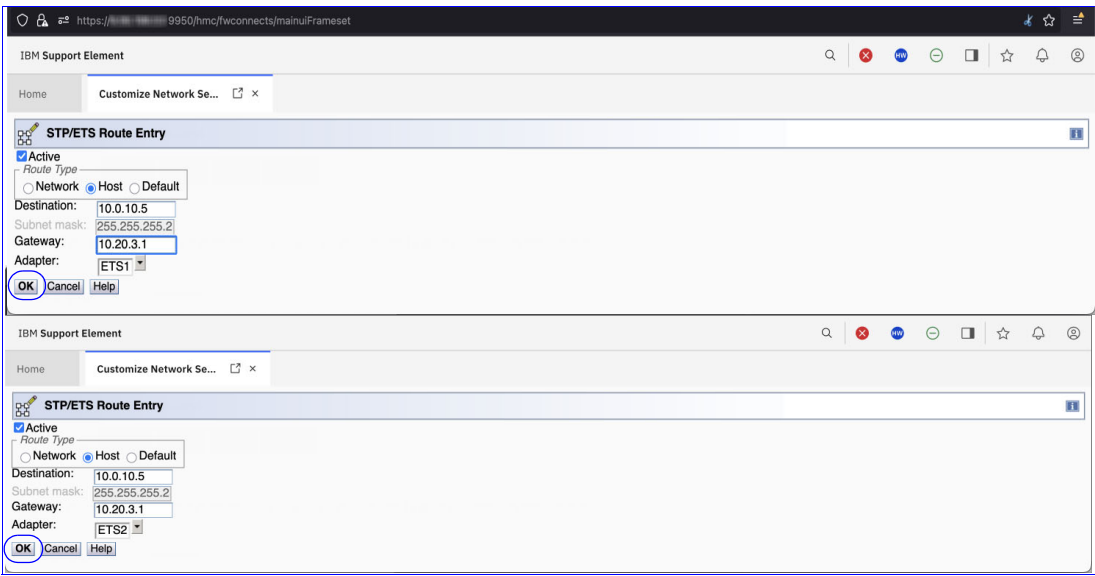 https:// 9950/hmc/fwconnects/mainuiFrameset
IBM Support Element
HW
Home Customize Network Se... ×
STP/ETS Route Entry
i
Active
Route Type
Network Host Default
Destination: 10.0.10.5
Subnet mask: 255.255.255.2
Gateway: 10.20.3.1
Adapter: ETS1
OK Cancel Help
IBM Support Element
HW
Home Customize Network Se... ×
STP/ETS Route Entry
i
Active
Route Type
Network Host Default
Destination: 10.0.10.5
Subnet mask: 255.255.255.2
Gateway: 10.20.3.1
Adapter: ETS2
OK Cancel Help